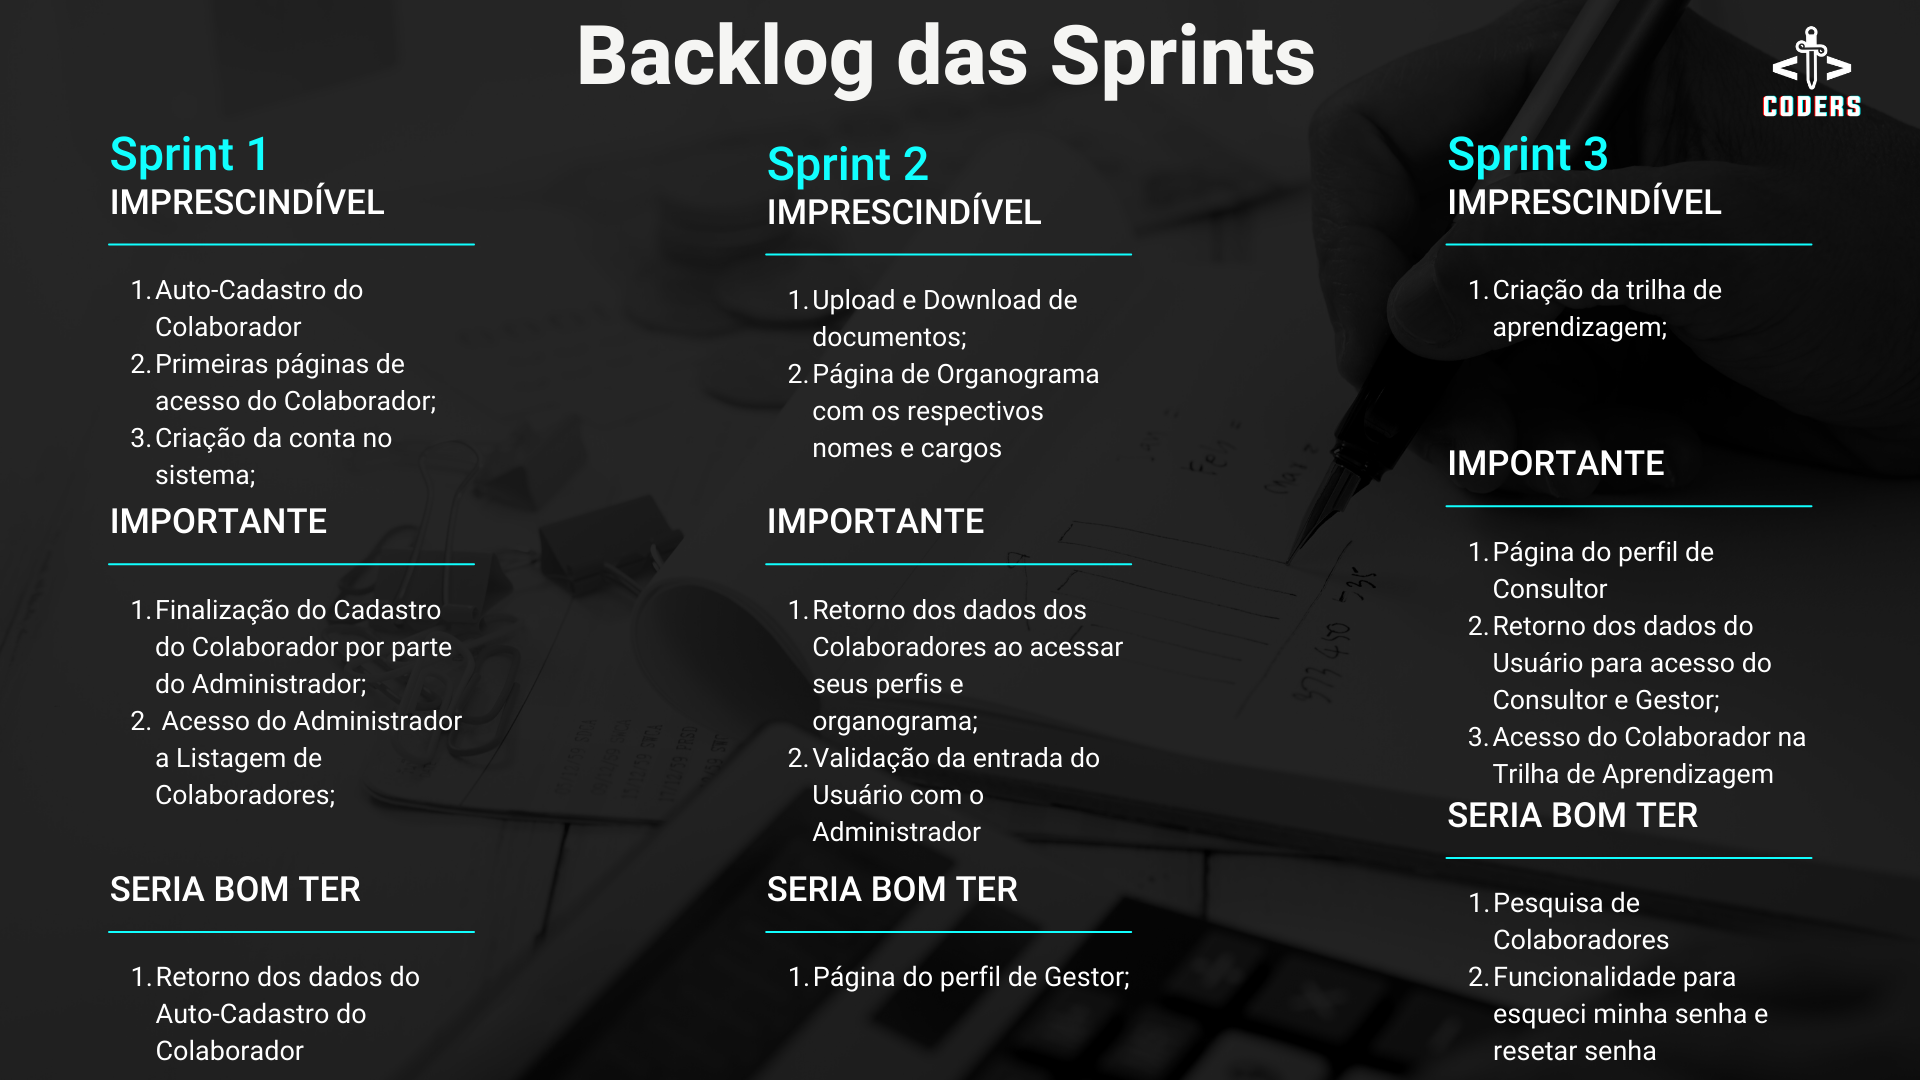 Backlog das Sprints
CODERS
Sprint 1
IMPRESCINDÍVEL
1. Auto-Cadastro do
Colaborador
2. Primeiras páginas de
acesso do Colaborador;
3. Criação da conta no
sistema;
IMPORTANTE
1. Finalização do Cadastro
do Colaborador por parte
do Administrador;
2. Acesso do Administrador
a Listagem de
Colaboradores;
SERIA BOM TER
1. Retorno dos dados do
Auto-Cadastro do
Colaborador
Sprint 2
IMPRESCINDÍVEL
1. Upload e Download de
documentos;
2. Página de Organograma
com os respectivos
nomes e cargos
IMPORTANTE
1. Retorno dos dados dos
Colaboradores ao acessar
seus perfis e
organograma;
2. Validação da entrada do
Usuário com o
Administrador
SERIA BOM TER
1. Página do perfil de Gestor;
Sprint 3
IMPRESCINDÍVEL
1. Criação da trilha de
aprendizagem;
IMPORTANTE
1. Página do perfil de
Consultor
2. Retorno dos dados do
Usuário para acesso do
Consultor e Gestor;
3. Acesso do Colaborador na
Trilha de Aprendizagem
SERIA BOM TER
1. Pesquisa de
Colaboradores
2. Funcionalidade para
esqueci minha senha e
resetar senha